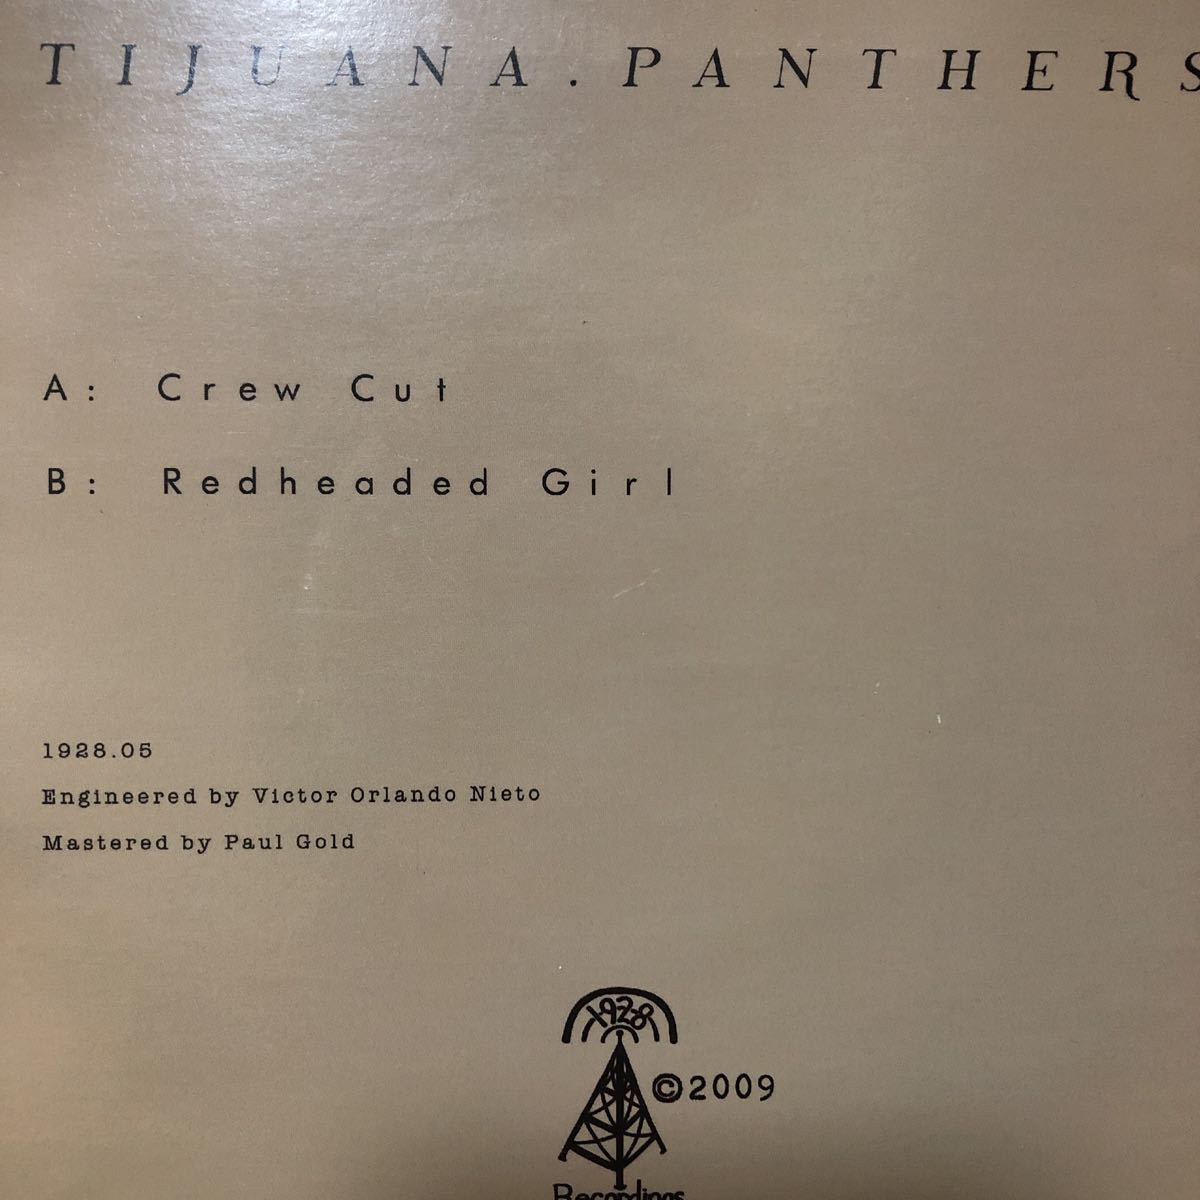 TIJUANA.PANTHERS
A: Crew Cut
B: Redheaded Girl
1928.05
Engineered by Victor Orlando Nieto
Mastered by Paul Gold
1928
©2009
Recordings